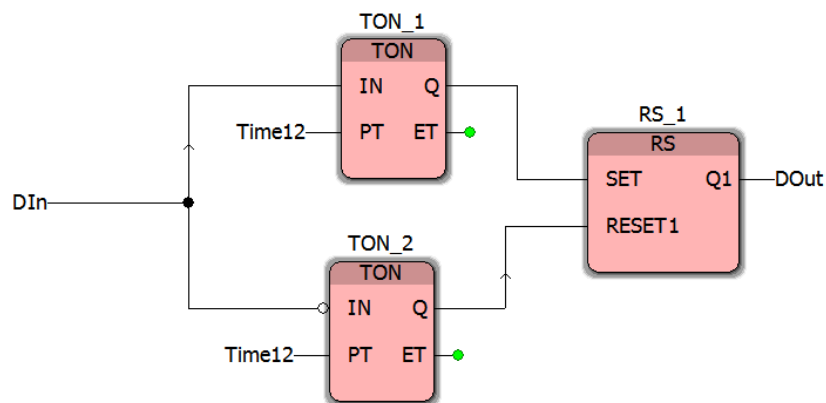 TON_1
TON
IN Q
Time12 PT ET
RS_1
RS
SET Q1 DOut
RESET1
DIn
TON_2
TON
IN Q
Time12 PT ET